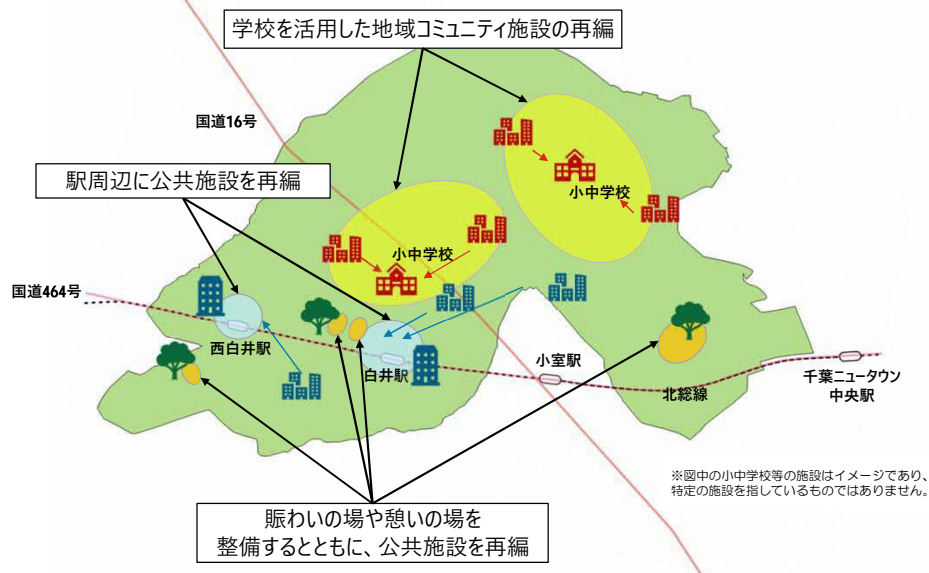 学校を活用した地域コミュニティ施設の再編
国道16号
駅周辺に公共施設を再編
小中学校
小中学校
国道464号
西白井駅
白井駅
小室駅
北総線
千葉ニュータウン
中央駅
※図中の小中学校等の施設はイメージであり、
特定の施設を指しているものではありません。
賑わいの場や憩いの場を
整備するとともに、公共施設を再編